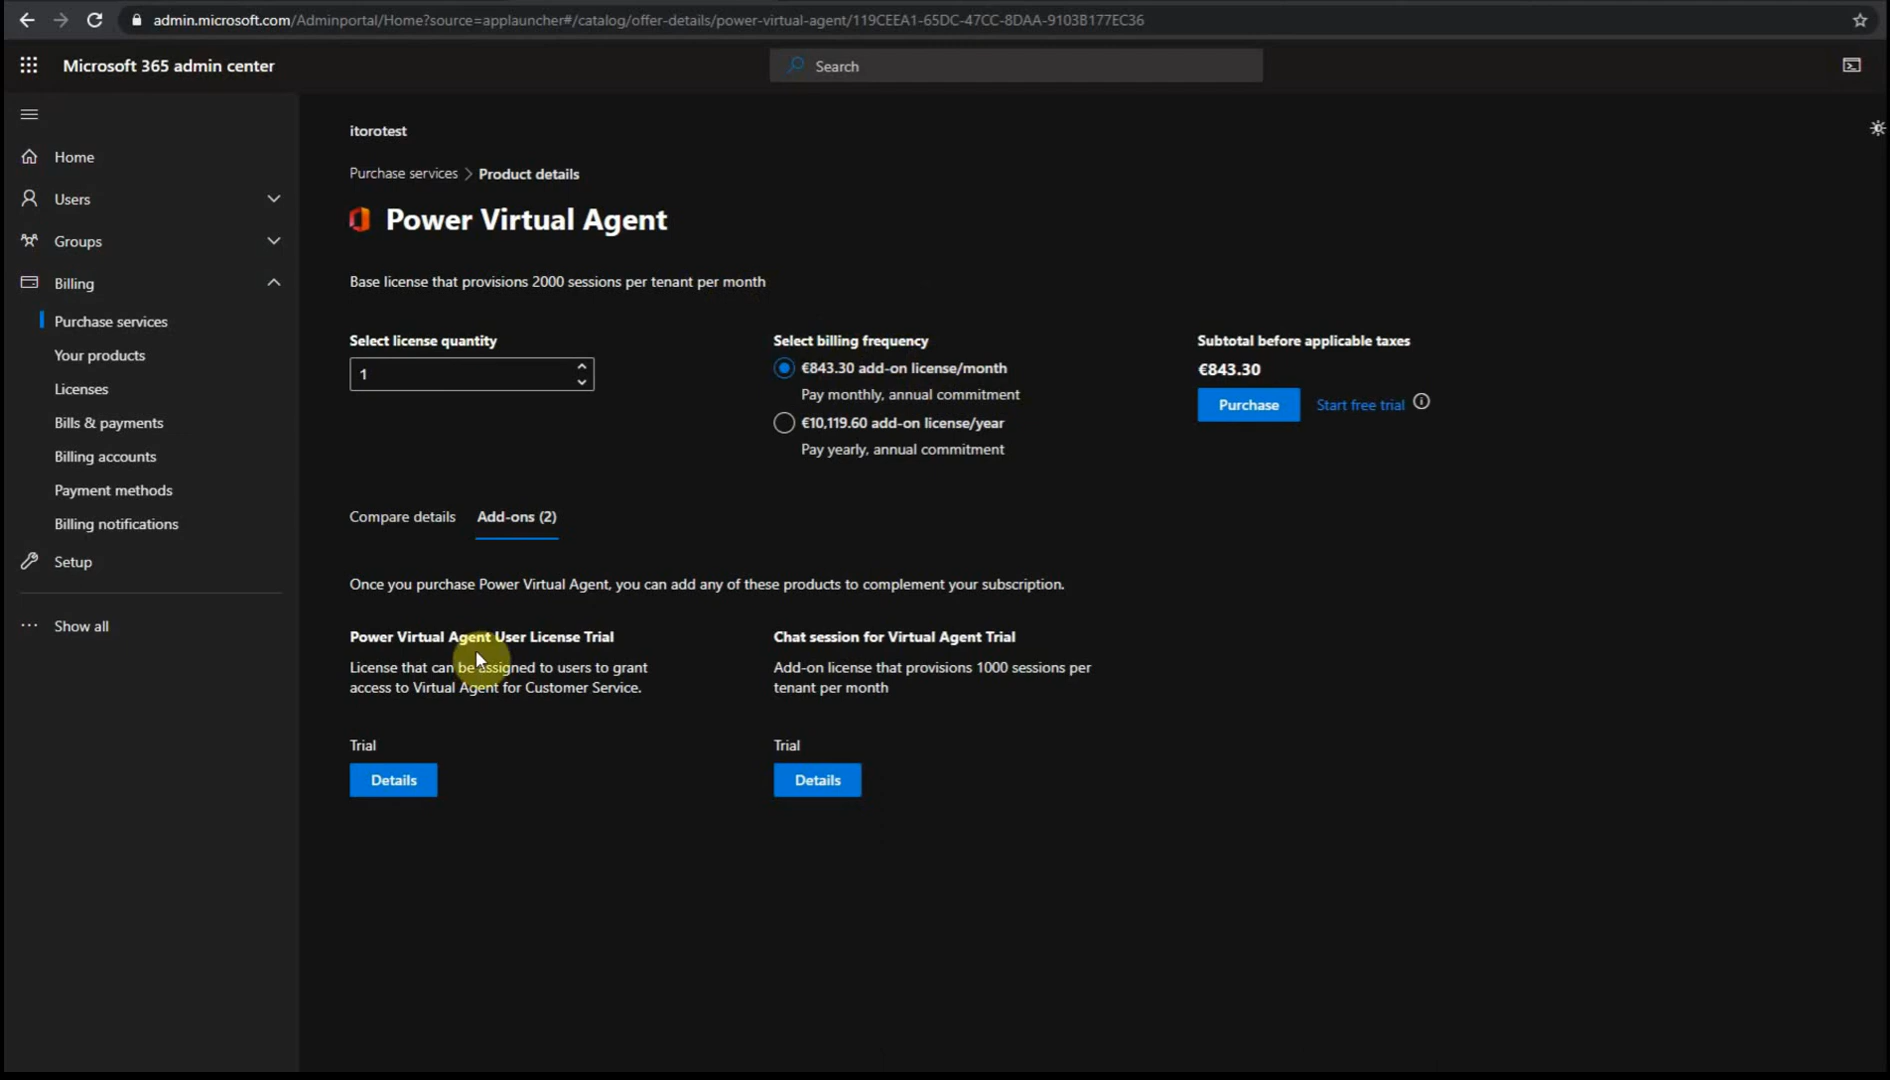 admin.microsoft.com/Adminportal/Home?source=applauncher#/catalog/offer-details/power-virtual-agent/119CEEA1-65DC-47CC-8DAA-9103B177EC36
Microsoft 365 admin center
Search
itorotest
Home
Purchase services > Product details
Users
Power Virtual Agent
Groups
Billing
Base license that provisions 2000 sessions per tenant per month
Purchase services
Your products
Licenses
Bills & payments
Billing accounts
Payment methods
Billing notifications
Setup
Show all
Select license quantity
1
Select billing frequency
€843.30 add-on license/month
Pay monthly, annual commitment
€10,119.60 add-on license/year
Pay yearly, annual commitment
Subtotal before applicable taxes
€843.30
Purchase Start free trial
Compare details Add-ons (2)
Once you purchase Power Virtual Agent, you can add any of these products to complement your subscription.
Power Virtual Agent User License Trial
License that can be assigned to users to grant
access to Virtual Agent for Customer Service.
Trial
Details
Chat session for Virtual Agent Trial
Add-on license that provisions 1000 sessions per
tenant per month
Trial
Details